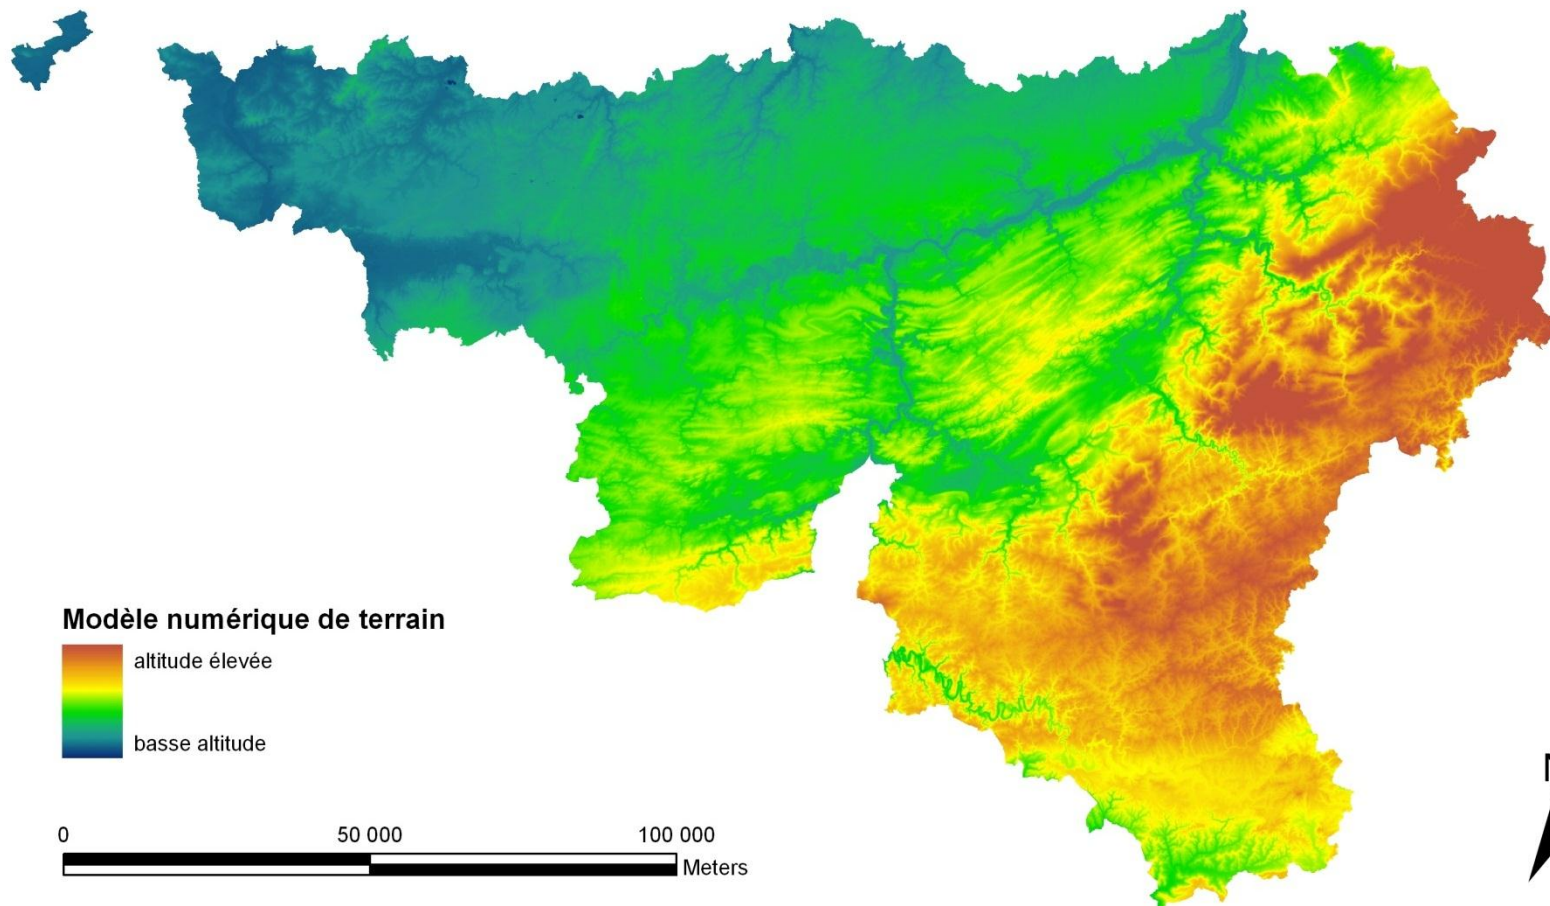 Modèle numérique de terrain
altitude élevée
basse altitude
0 50 000 100 000
Meters
N